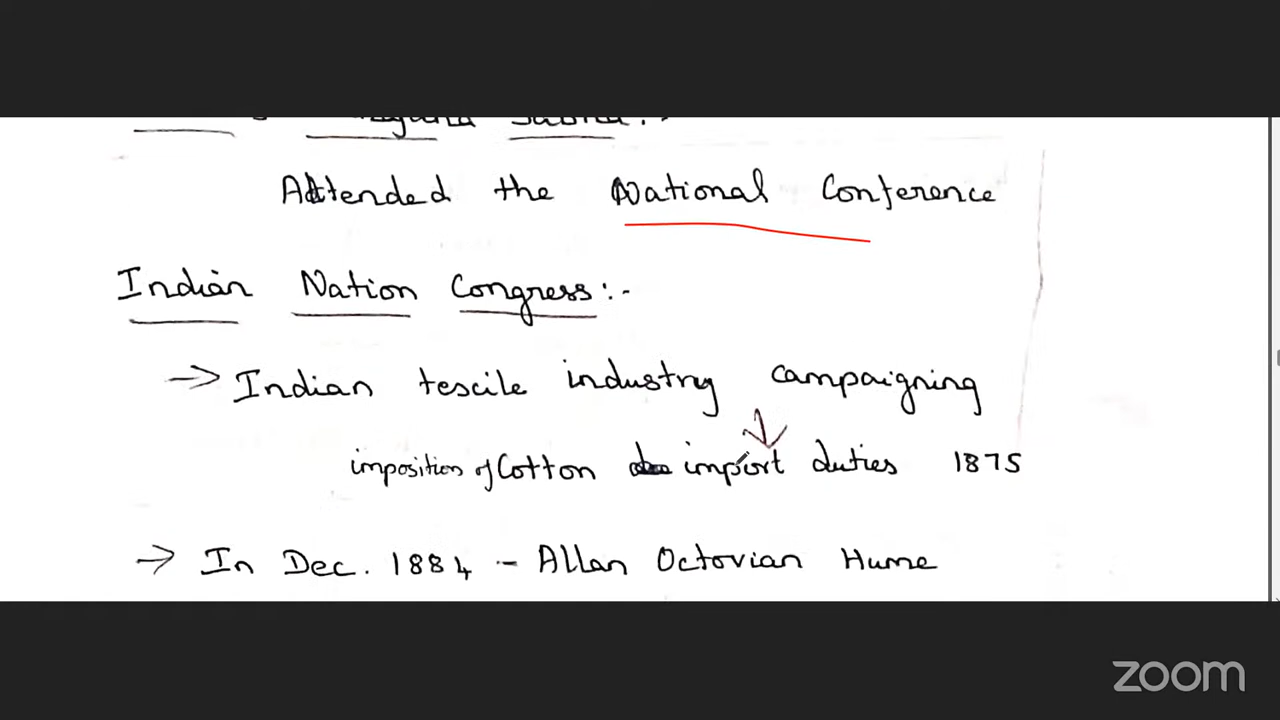 Sabha:-
Attended the National Conference
Indian Nation Congress:-
→ Indian tescile industry campaigning
imposition of Cotton import duties 1875
→ In Dec. 1884 - Allan Octovian Hume
zoom